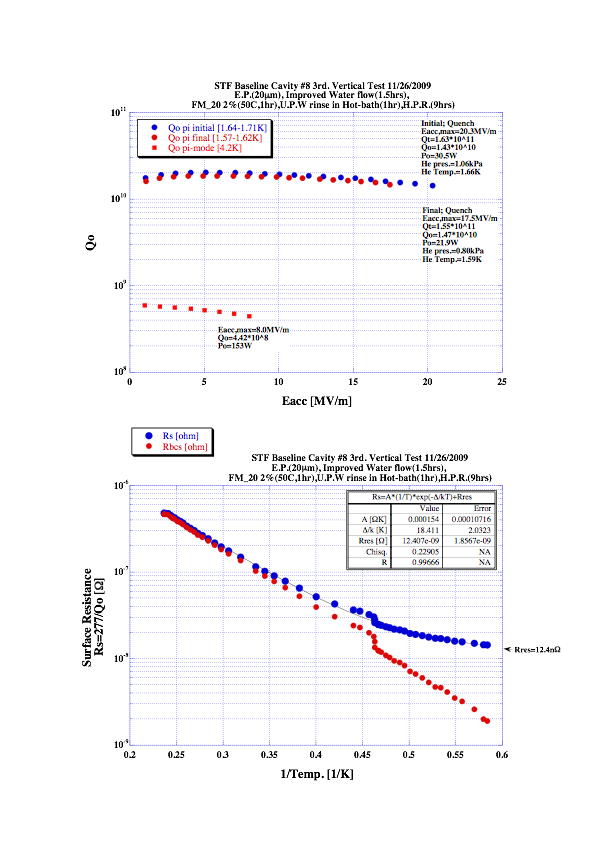 STF Baseline Cavity #8 3rd. Vertical Test 11/26/2009
E.P.(20μm), Improved Water flow(1.5hrs),
FM_20 2%(50C,1hr),U.P.W rinse in Hot-bath(1hr),H.P.R.(9hrs)
10^11
Qo pi initial [1.64-1.71K]
Qo pi final [1.57-1.62K]
Qo pi-mode [4.2K]
Initial; Quench
Eacc,max=20.3MV/m
Qt=1.63*10^11
Qo=1.43*10^10
Po=30.5W
He pres.=1.06kPa
He Temp.=1.66K
10^10
Final; Quench
Eacc,max=17.5MV/m
Qt=1.55*10^11
Qo=1.47*10^10
Po=21.9W
He pres.=0.80kPa
He Temp.=1.59K
Qo
10^9
Eacc,max=8.0MV/m
Qo=4.42*10^8
Po=153W
10^8
0 5 10 15 20 25
Eacc [MV/m]
Rs [ohm]
Rbcs [ohm]
STF Baseline Cavity #8 3rd. Vertical Test 11/26/2009
E.P.(20μm), Improved Water flow(1.5hrs),
FM_20 2%(50C,1hr),U.P.W rinse in Hot-bath(1hr),H.P.R.(9hrs)
10^-6
Rs=A*(1/T)*exp(-Δ/kT)+Rres
Value Error
A [ΩK] 0.000154 0.00010716
Δ/k [K] 18.411 2.0323
Rres [Ω] 12.407e-09 1.8567e-09
Chisq. 0.22905 NA
R 0.99666 NA
10^-7
Surface Resistance
Rs=277/Qo [Ω]
10^-8
Rres=12.4nΩ
10^-9
0.2 0.25 0.3 0.35 0.4 0.45 0.5 0.55 0.6
1/Temp. [1/K]